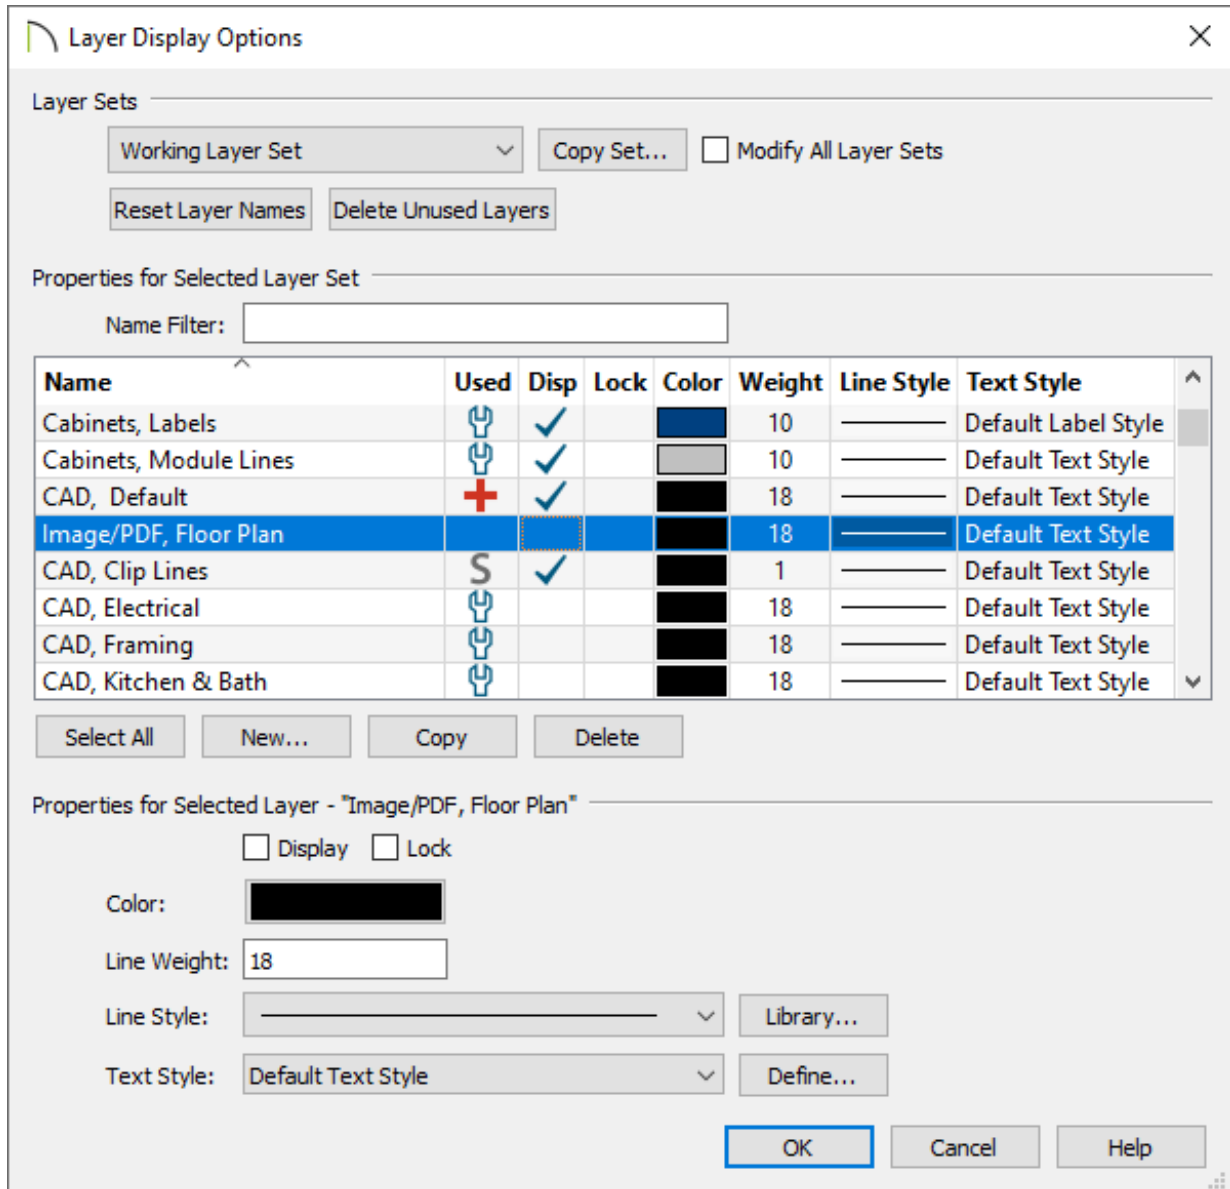 Layer Display Options
Layer Sets
Working Layer Set Copy Set... Modify All Layer Sets
Reset Layer Names Delete Unused Layers
Properties for Selected Layer Set
Name Filter:
Name Used Disp Lock Color Weight Line Style Text Style
Cabinets, Labels 10 Default Label Style
Cabinets, Module Lines 10 Default Text Style
CAD,  Default 18 Default Text Style
Image/PDF, Floor Plan 18 Default Text Style
CAD, Clip Lines S 1 Default Text Style
CAD, Electrical 18 Default Text Style
CAD, Framing 18 Default Text Style
CAD, Kitchen & Bath 18 Default Text Style
Select All New... Copy Delete
Properties for Selected Layer - "Image/PDF, Floor Plan"
Display Lock
Color:
Line Weight: 18
Line Style: Library...
Text Style: Default Text Style Define...
OK Cancel Help